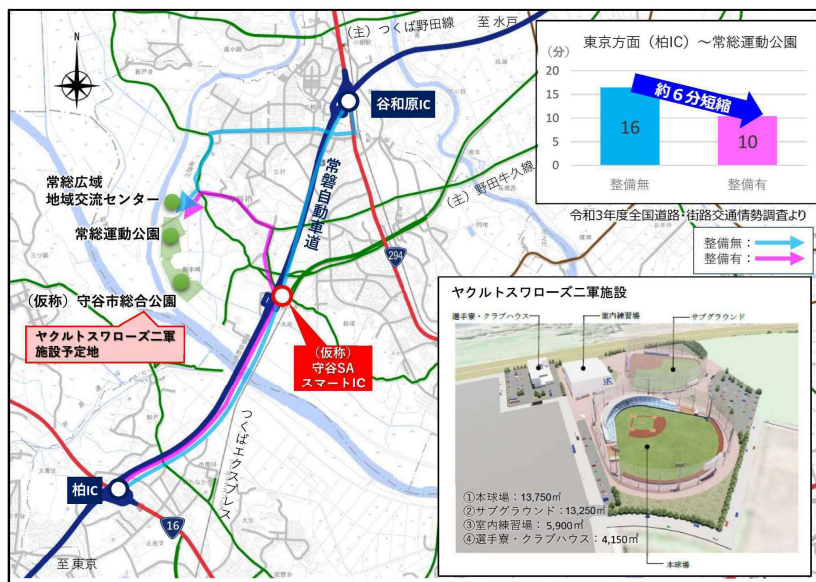 (主)つくば野田線
至 水戸
N
谷和原IC
常総広域
地域交流センター
常総運動公園
常磐自動車道
(主)野田牛久線
294
(仮称)守谷市総合公園
ヤクルトスワローズ二軍
施設予定地
(仮称)
守谷SA
スマートIC
つくばエクスプレス
柏IC
16
至 東京
東京方面(柏IC)~常総運動公園
(分)
20
15
10
5
0
約6分短縮
16
10
整備無
整備有
令和3年度全国道路・街路交通情勢調査より
整備無:
整備有:
ヤクルトスワローズ二軍施設
選手寮・クラブハウス
室内練習場
サブグラウンド
①本球場:13,750㎡
②サブグラウンド:13,250㎡
③室内練習場: 5,900㎡
④選手寮・クラブハウス:4,150㎡
本球場